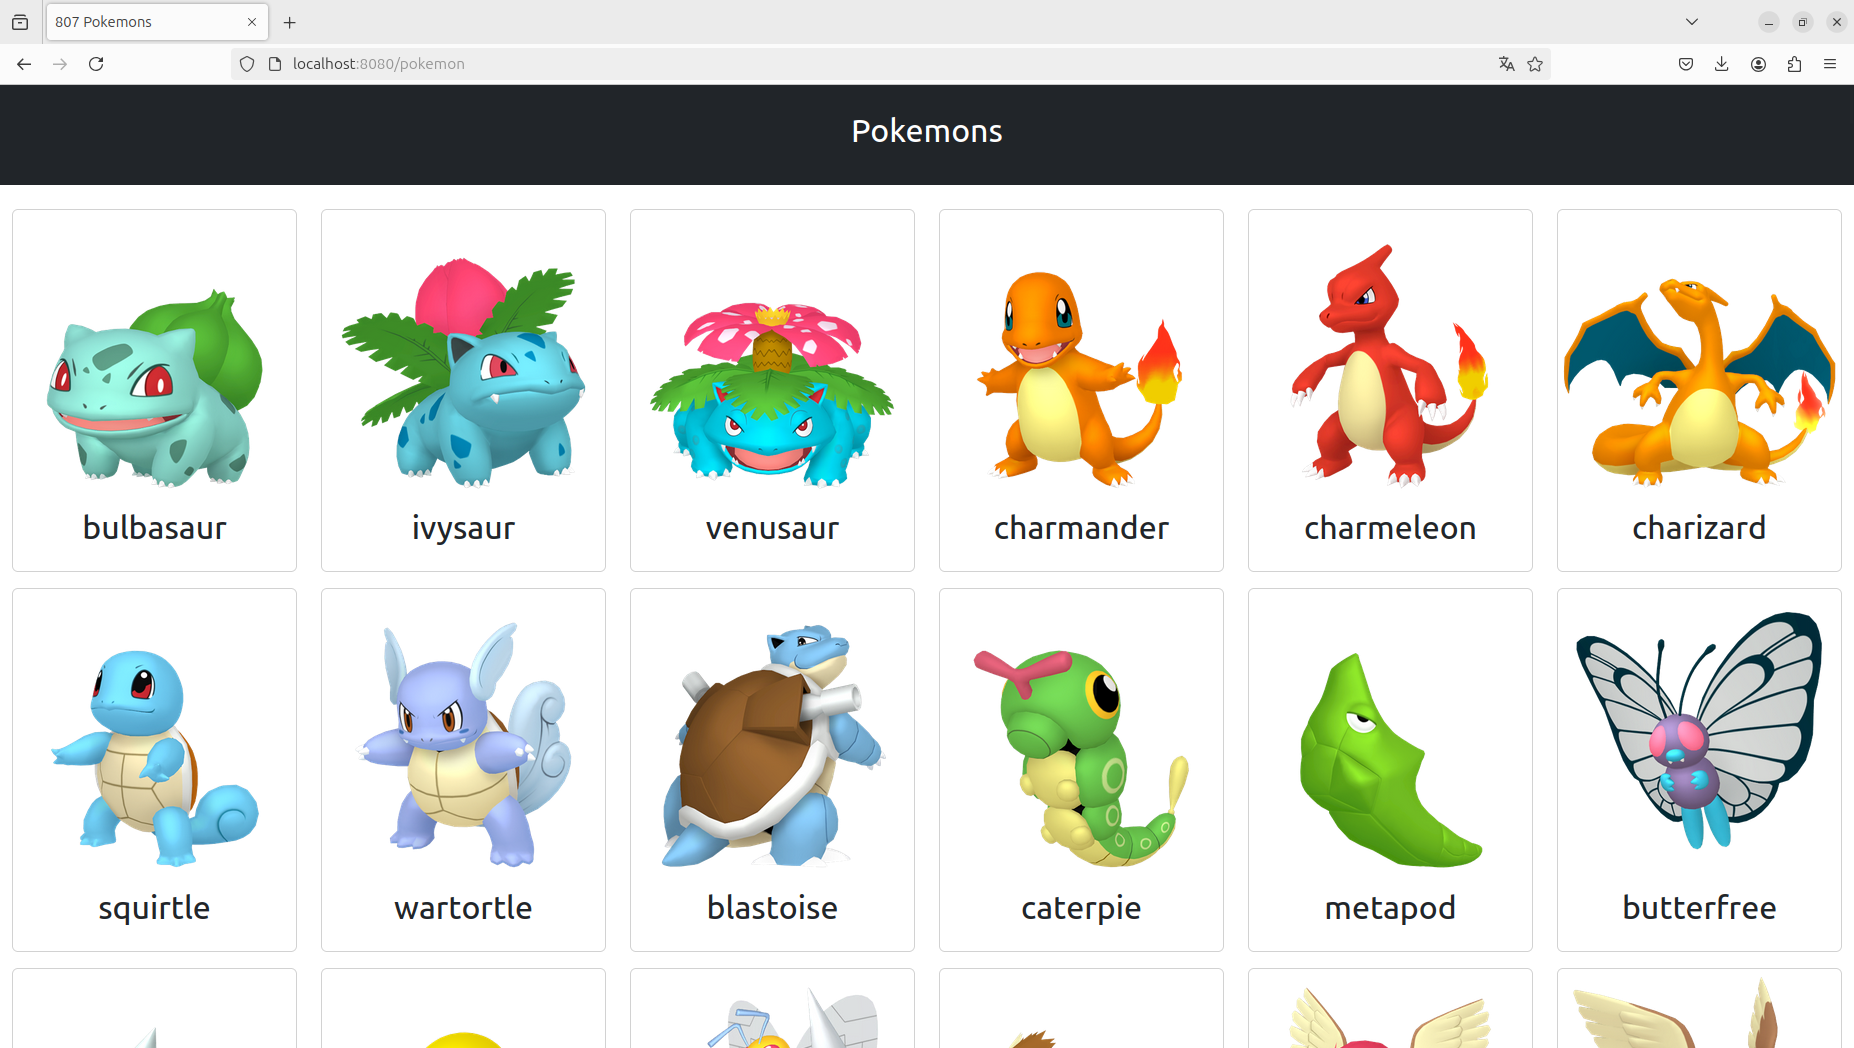 807 Pokemons
localhost:8080/pokemon
Pokemons
bulbasaur
ivysaur
venusaur
charmander
charmeleon
charizard
squirtle
wartortle
blastoise
caterpie
metapod
butterfree